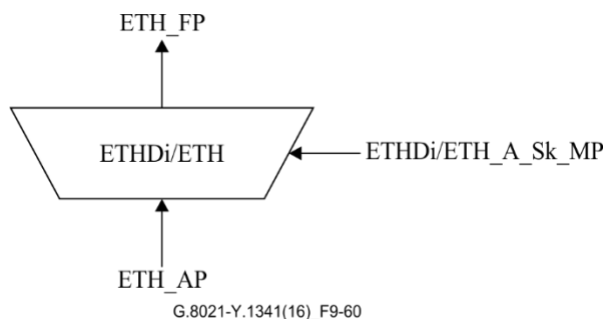 ETH_FP
ETHDi/ETH
ETHDi/ETH_A_Sk_MP
ETH_AP
G.8021-Y.1341(16)_F9-60